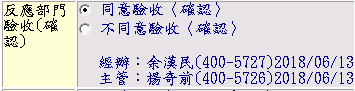 反應部門
驗收(確
認)
同意驗收〈確認〉
不同意驗收〈確認〉
經辦：余漢民(400-5727)2018/06/13
主管：楊奇前(400-5726)2018/06/13